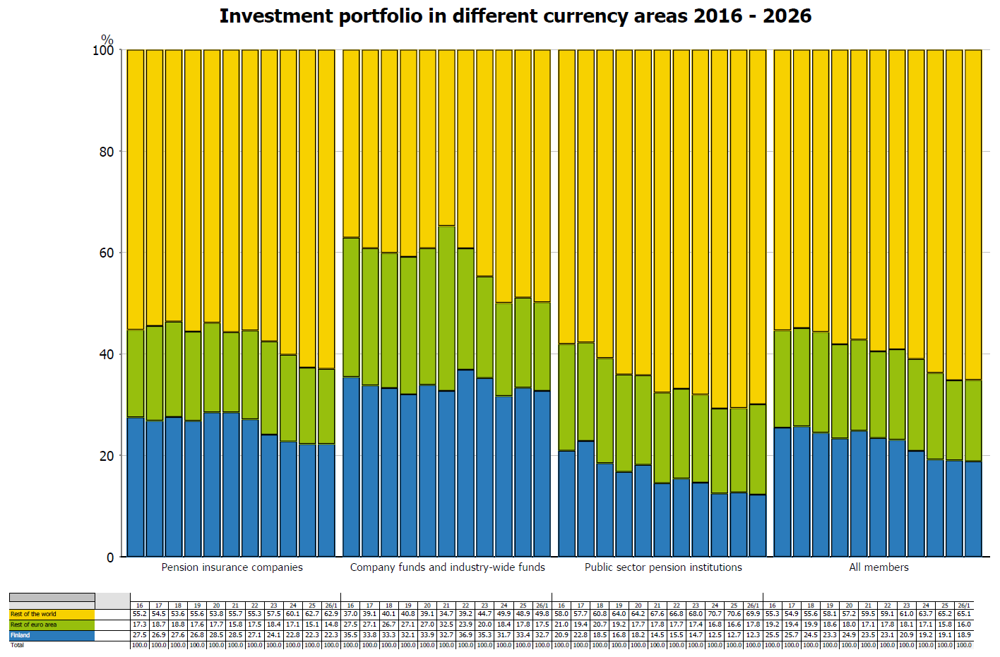 Investment portfolio in different currency areas 2016 - 2026
%
100
80
60
40
20
0
Pension insurance companies Company funds and industry-wide funds Public sector pension institutions All members
16 17 18 19 20 21 22 23 24 25 26/1 16 17 18 19 20 21 22 23 24 25 26/1 16 17 18 19 20 21 22 23 24 25 26/1 16 17 18 19 20 21 22 23 24 25 26/1
Rest of the world 55.2 54.5 53.6 55.6 53.8 55.7 55.3 57.5 60.1 62.7 62.9 37.0 39.1 40.1 40.8 39.1 34.7 39.2 44.7 49.9 48.9 49.8 58.0 57.7 60.8 64.0 64.2 67.6 66.8 68.0 70.7 70.6 69.9 55.3 54.9 55.6 58.1 57.2 59.5 59.1 61.0 63.7 65.2 65.1
Rest of euro area 17.3 18.7 18.8 17.6 17.7 15.8 17.5 18.4 17.1 15.1 14.8 27.5 27.1 26.7 27.1 27.0 32.5 23.9 20.0 18.4 17.8 17.5 21.0 19.4 20.7 19.2 17.7 17.8 17.7 17.4 16.8 16.6 17.8 19.2 19.4 19.9 18.6 18.0 17.1 17.8 18.1 17.1 15.8 16.0
Finland 27.5 26.9 27.6 26.8 28.5 28.5 27.1 24.1 22.8 22.3 22.3 35.5 33.8 33.3 32.1 33.9 32.7 36.9 35.3 31.7 33.4 32.7 20.9 22.8 18.5 16.8 18.2 14.5 15.5 14.7 12.5 12.7 12.3 25.5 25.7 24.5 23.3 24.9 23.5 23.1 20.9 19.2 19.1 18.9
Total 100.0 100.0 100.0 100.0 100.0 100.0 100.0 100.0 100.0 100.0 100.0 100.0 100.0 100.0 100.0 100.0 100.0 100.0 100.0 100.0 100.0 100.0 100.0 100.0 100.0 100.0 100.0 100.0 100.0 100.0 100.0 100.0 100.0 100.0 100.0 100.0 100.0 100.0 100.0 100.0 100.0 100.0 100.0 100.0